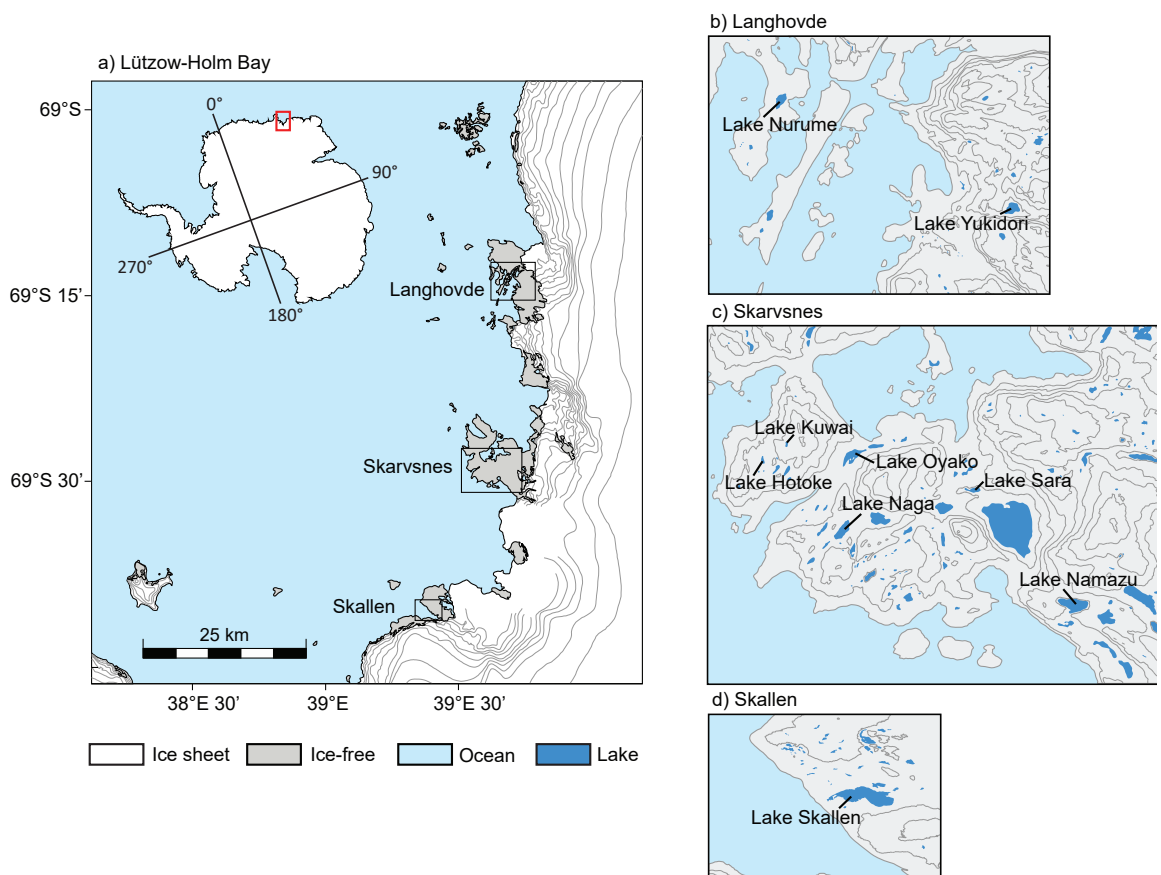 a) Lützow-Holm Bay
69°S
69°S 15'
69°S 30'
0°
90°
270°
180°
Langhovde
Skarvsnes
Skallen
25 km
38°E 30'
39°E
39°E 30'
Ice sheet
Ice-free
Ocean
Lake
b) Langhovde
Lake Nurume
Lake Yukidori
c) Skarvsnes
Lake Kuwai
Lake Oyako
Lake Hotoke
Lake Sara
Lake Naga
Lake Namazu
d) Skallen
Lake Skallen